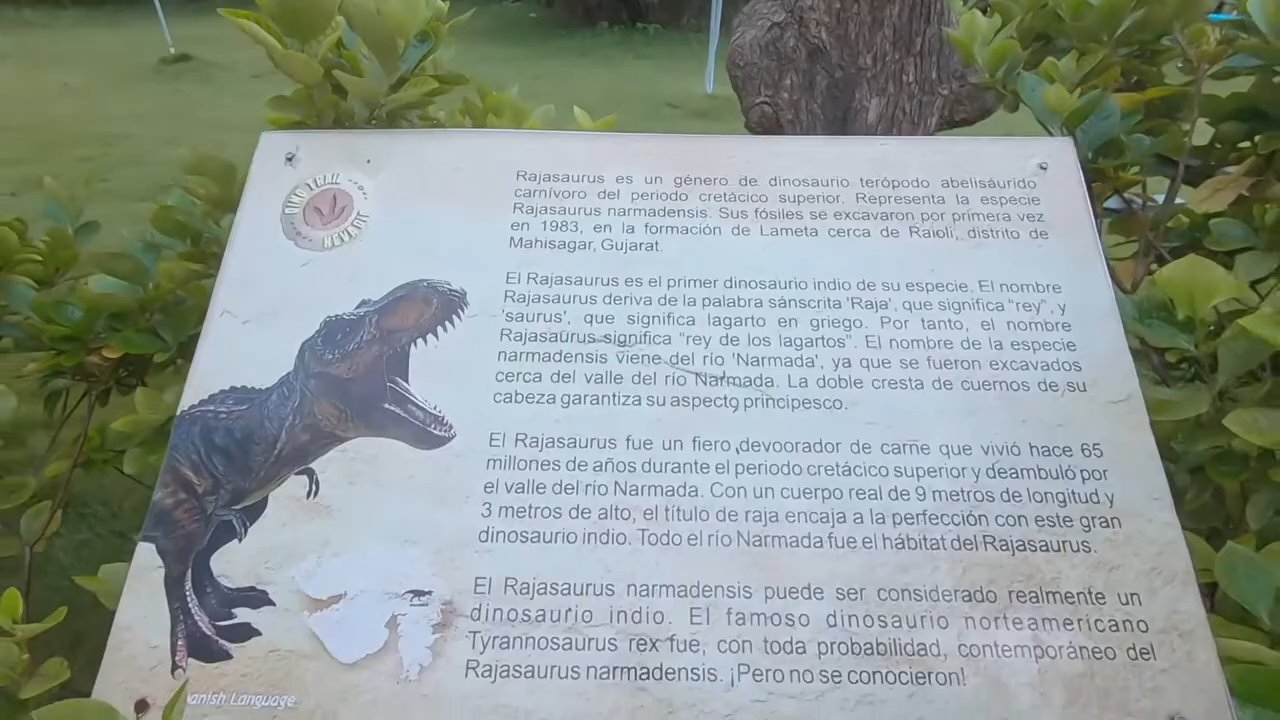 DINO TRAIL
Rajasaurus es un género de dinosaurio terópodo abelisáurido
carnívoro del periodo cretácico superior. Representa la especie
Rajasaurus narmadensis. Sus fósiles se excavaron por primera vez
en 1983, en la formación de Lameta cerca de Raioli, distrito de
Mahisagar, Gujarat.
El Rajasaurus es el primer dinosaurio indio de su especie. El nombre
Rajasaurus deriva de la palabra sánscrita 'Raja', que significa “rey”, y
'saurus', que significa lagarto en griego. Por tanto, el nombre
Rajasaurus significa “rey de los lagartos”. El nombre de la especie
narmadensis viene del río 'Narmada', ya que se fueron excavados
cerca del valle del río Narmada. La doble cresta de cuernos de su
cabeza garantiza su aspecto principesco.
El Rajasaurus fue un fiero devoorador de carne que vivió hace 65
millones de años durante el periodo cretácico superior y deambuló por
el valle del río Narmada. Con un cuerpo real de 9 metros de longitud y
3 metros de alto, el título de raja encaja a la perfección con este gran
dinosaurio indio. Todo el río Narmada fue el hábitat del Rajasaurus.
El Rajasaurus narmadensis puede ser considerado realmente un
dinosaurio indio. El famoso dinosaurio norteamericano
Tyrannosaurus rex fue, con toda probabilidad, contemporáneo del
Rajasaurus narmadensis. ¡Pero no se conocieron!
anish Language